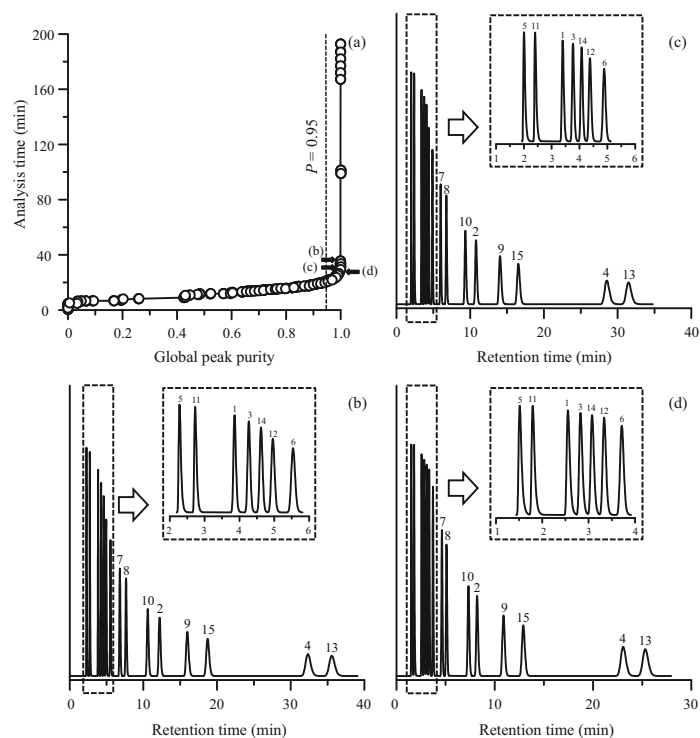 (a)
200
160
120
80
40
0
Analysis time (min)
P = 0.95
(b)
(c)
(d)
0 0.2 0.4 0.6 0.8 1.0
Global peak purity
(c)
5 11 1 3 14 12 6
1 2 3 4 5 6
7
8
10
2
9
15
4 13
0 10 20 30 40
Retention time (min)
(b)
5 11 1 3 14 12 6
2 3 4 5 6
7
8
10
2
9
15
4 13
0 10 20 30 40
Retention time (min)
(d)
5 11 1 3 14 12 6
1 2 3 4
7
8
10
2
9
15
4 13
0 10 20 30
Retention time (min)